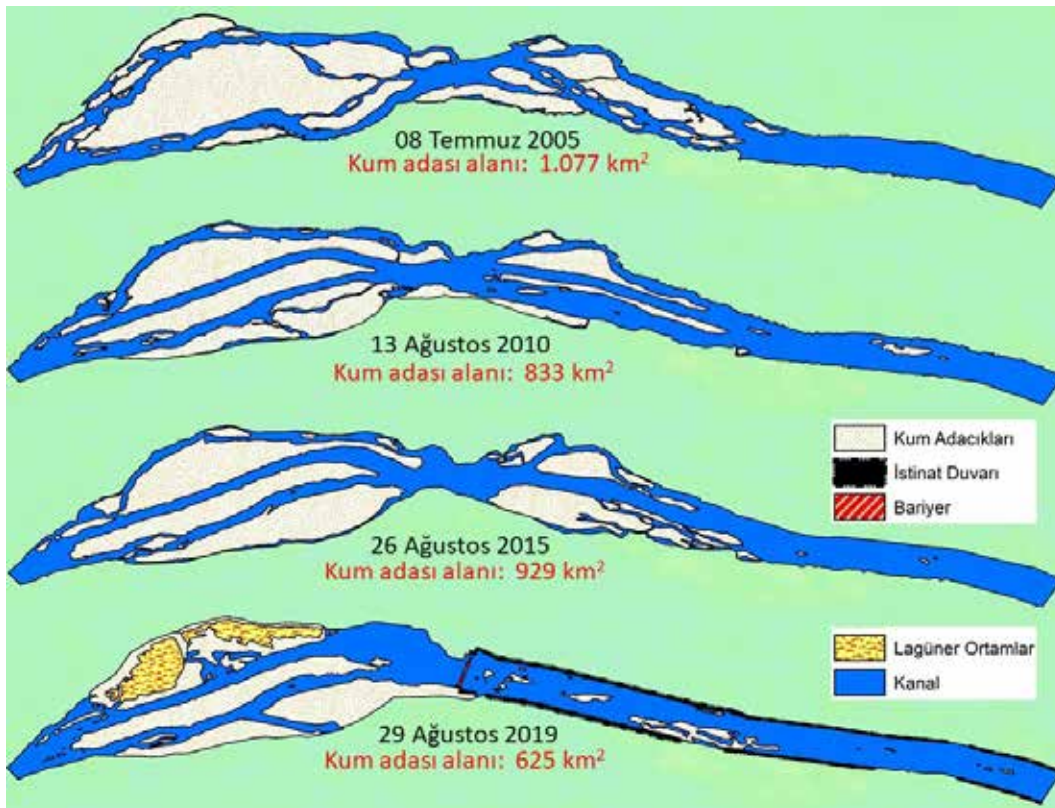 08 Temmuz 2005
Kum adası alanı: 1.077 km²
13 Ağustos 2010
Kum adası alanı: 833 km²
Kum Adacıkları
İstinat Duvarı
Bariyer
26 Ağustos 2015
Kum adası alanı: 929 km²
Lagüner Ortamlar
Kanal
29 Ağustos 2019
Kum adası alanı: 625 km²